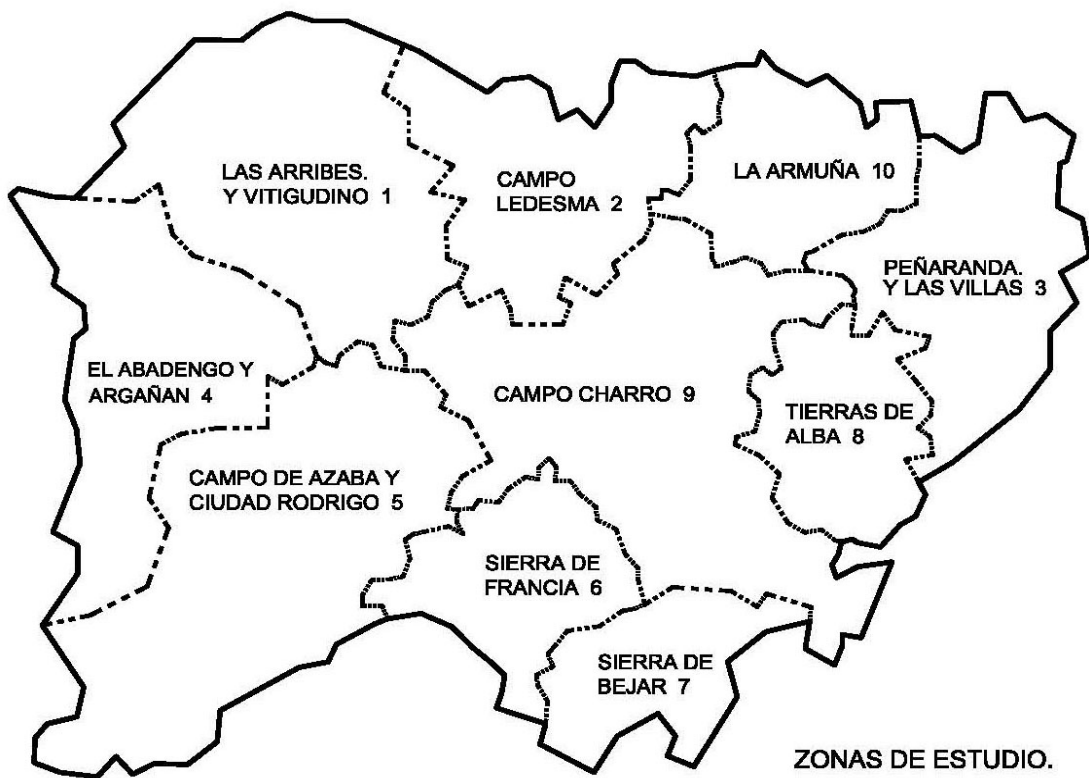 LAS ARRIBES.
Y VITIGUDINO 1
CAMPO
LEDESMA 2
LA ARMUÑA 10
PEÑARANDA.
Y LAS VILLAS 3
EL ABADENGO Y
ARGAÑAN 4
CAMPO CHARRO 9
TIERRAS DE
ALBA 8
CAMPO DE AZABA Y
CIUDAD RODRIGO 5
SIERRA DE
FRANCIA 6
SIERRA DE
BEJAR 7
ZONAS DE ESTUDIO.